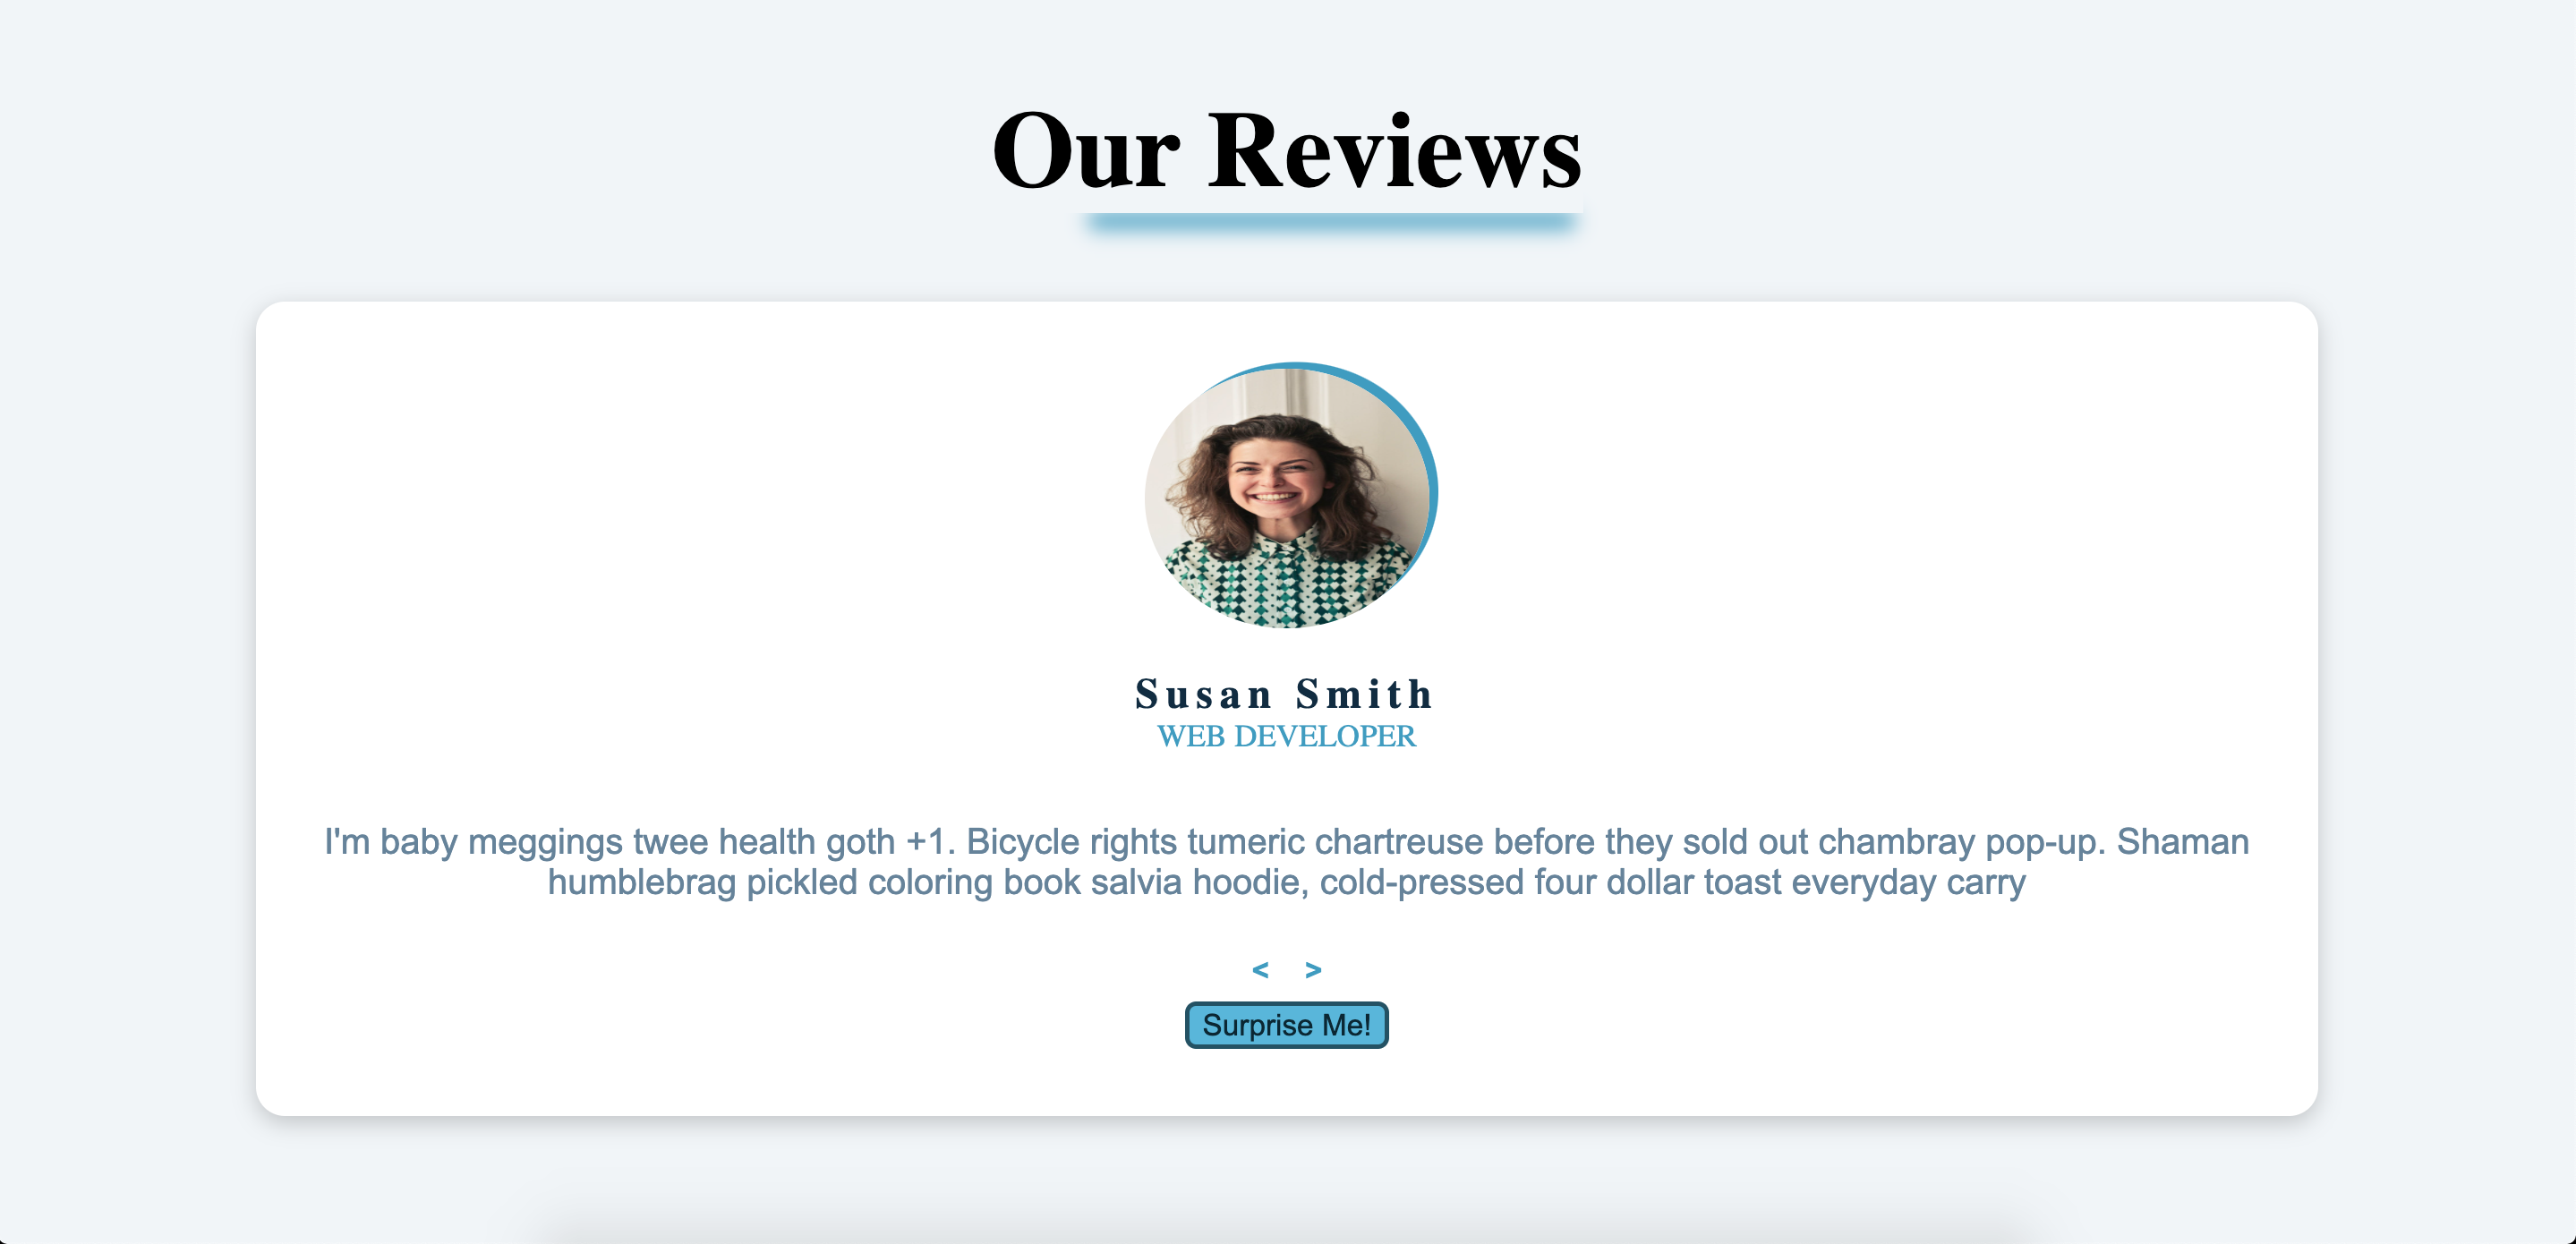 Our Reviews
Susan Smith
WEB DEVELOPER
I'm baby meggings twee health goth +1. Bicycle rights tumeric chartreuse before they sold out chambray pop-up. Shaman
humblebrag pickled coloring book salvia hoodie, cold-pressed four dollar toast everyday carry
< >
Surprise Me!